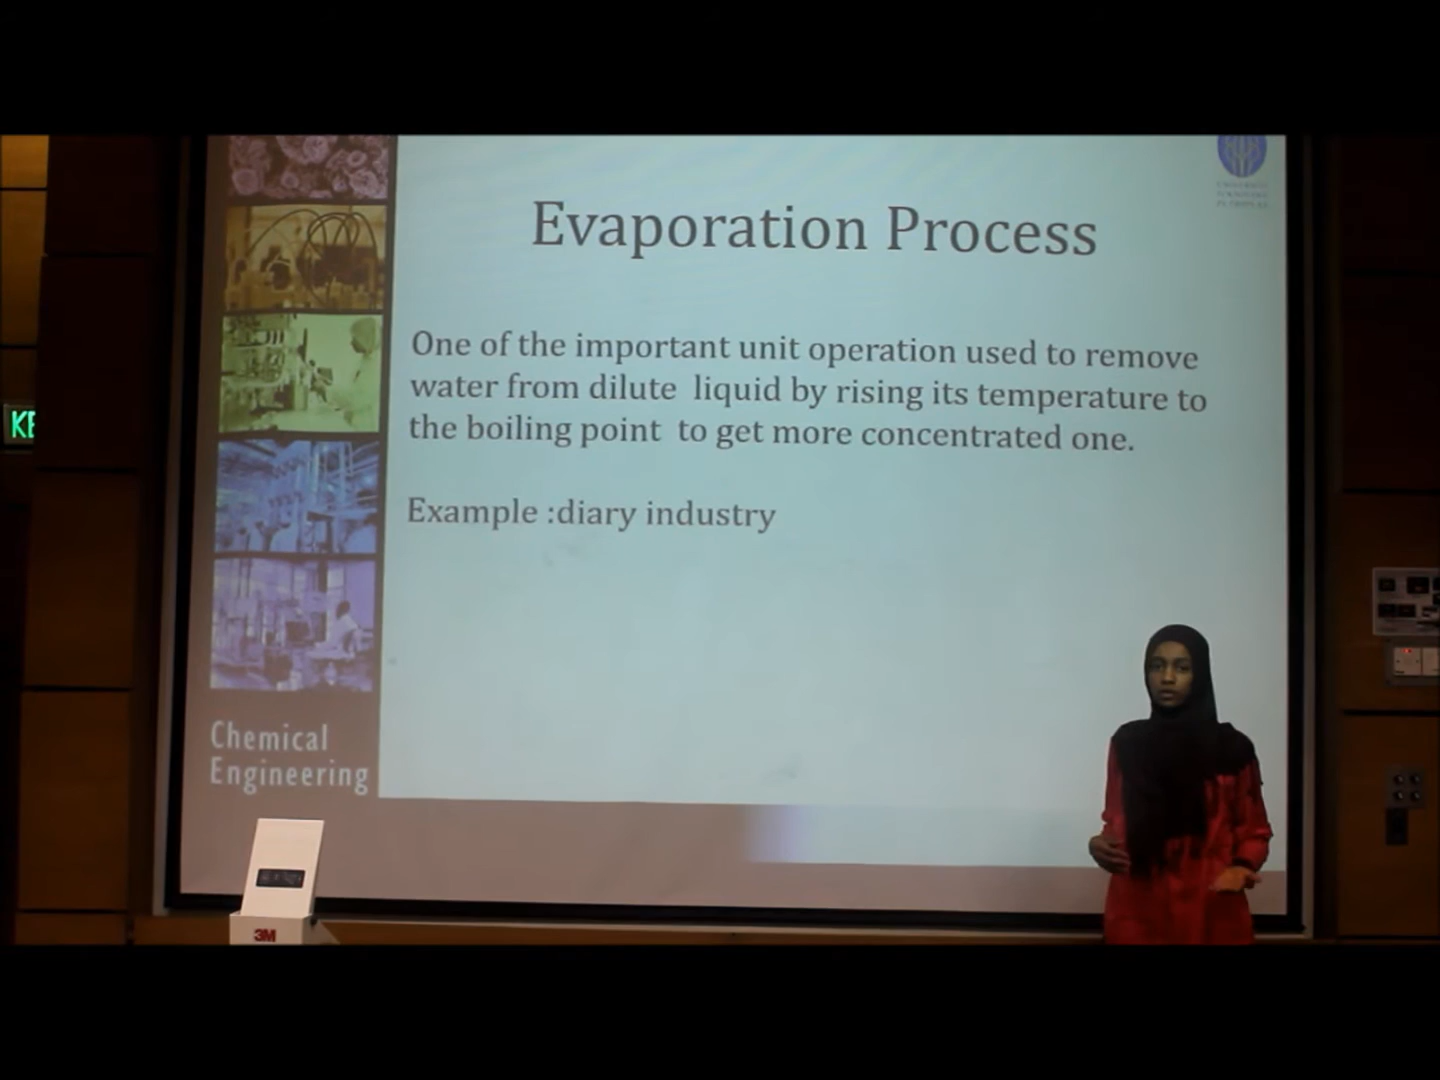 Evaporation Process
One of the important unit operation used to remove
water from dilute liquid by rising its temperature to
the boiling point to get more concentrated one.
Example :diary industry
KE
Chemical
Engineering
3M